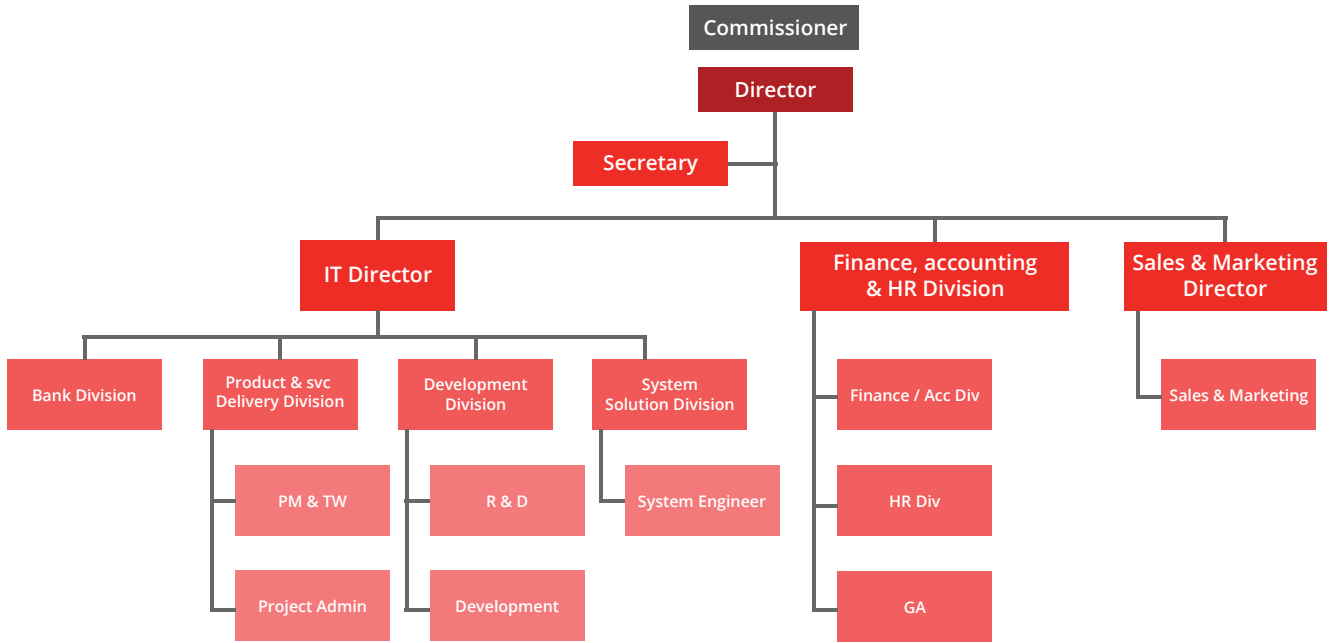 Commissioner
Director
Secretary
IT Director
Finance, accounting
& HR Division
Sales & Marketing
Director
Bank Division
Product & svc
Delivery Division
Development
Division
System
Solution Division
Finance / Acc Div
Sales & Marketing
PM & TW
R & D
System Engineer
HR Div
Project Admin
Development
GA